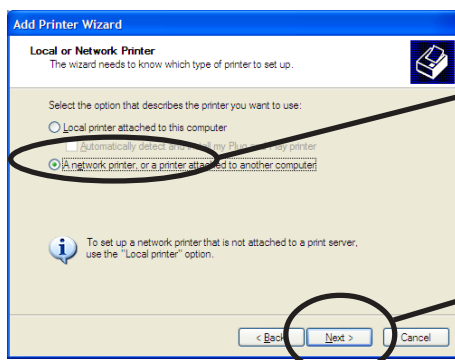 Add Printer Wizard
Local or Network Printer
The wizard needs to know which type of printer to set up.
Select the option that describes the printer you want to use:
Local printer attached to this computer
Automatically detect and install my Plug and Play printer
A network printer, or a printer attached to another computer
To set up a network printer that is not attached to a print server,
use the "Local printer" option.
< Back
Next >
Cancel